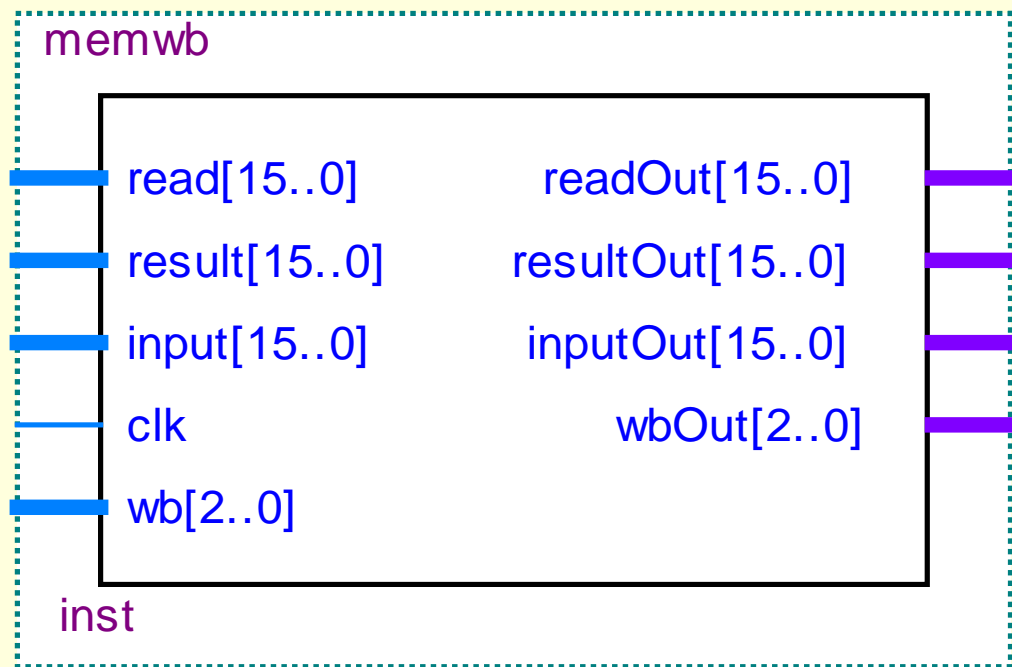 memwb
read[15..0] readOut[15..0]
result[15..0] resultOut[15..0]
input[15..0] inputOut[15..0]
clk wbOut[2..0]
wb[2..0]
inst